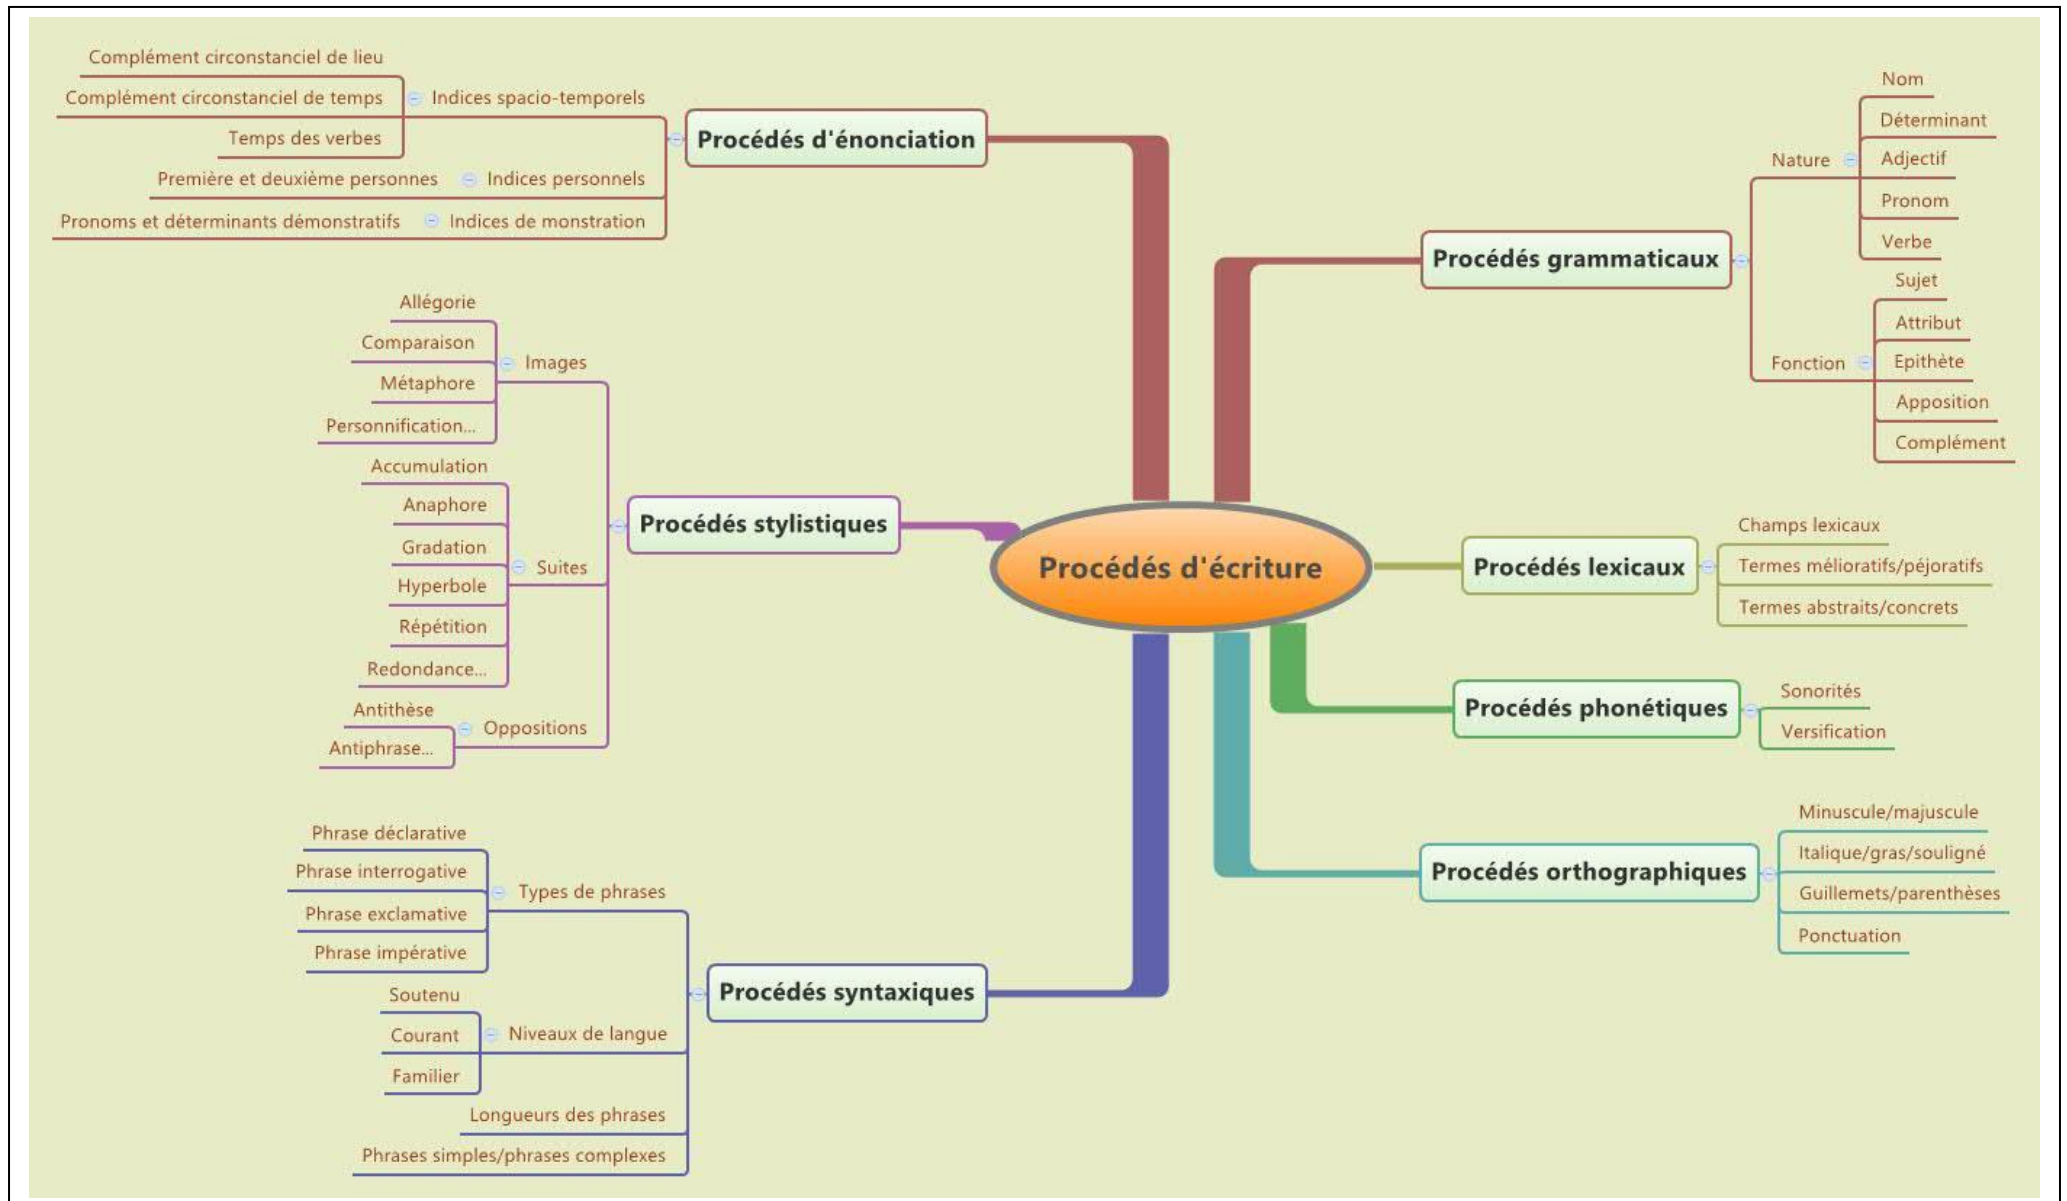 Procédés d'écriture
Procédés d'énonciation
Indices spacio-temporels
Complément circonstanciel de lieu
Complément circonstanciel de temps
Temps des verbes
Indices personnels
Première et deuxième personnes
Indices de monstration
Pronoms et déterminants démonstratifs
Procédés stylistiques
Images
Allégorie
Comparaison
Métaphore
Personnification...
Suites
Accumulation
Anaphore
Gradation
Hyperbole
Répétition
Redondance...
Oppositions
Antithèse
Antiphrase...
Procédés syntaxiques
Types de phrases
Phrase déclarative
Phrase interrogative
Phrase exclamative
Phrase impérative
Niveaux de langue
Soutenu
Courant
Familier
Longueurs des phrases
Phrases simples/phrases complexes
Procédés grammaticaux
Nature
Nom
Déterminant
Adjectif
Pronom
Verbe
Fonction
Sujet
Attribut
Epithète
Apposition
Complément
Procédés lexicaux
Champs lexicaux
Termes mélioratifs/péjoratifs
Termes abstraits/concrets
Procédés phonétiques
Sonorités
Versification
Procédés orthographiques
Minuscule/majuscule
Italique/gras/souligné
Guillemets/parenthèses
Ponctuation